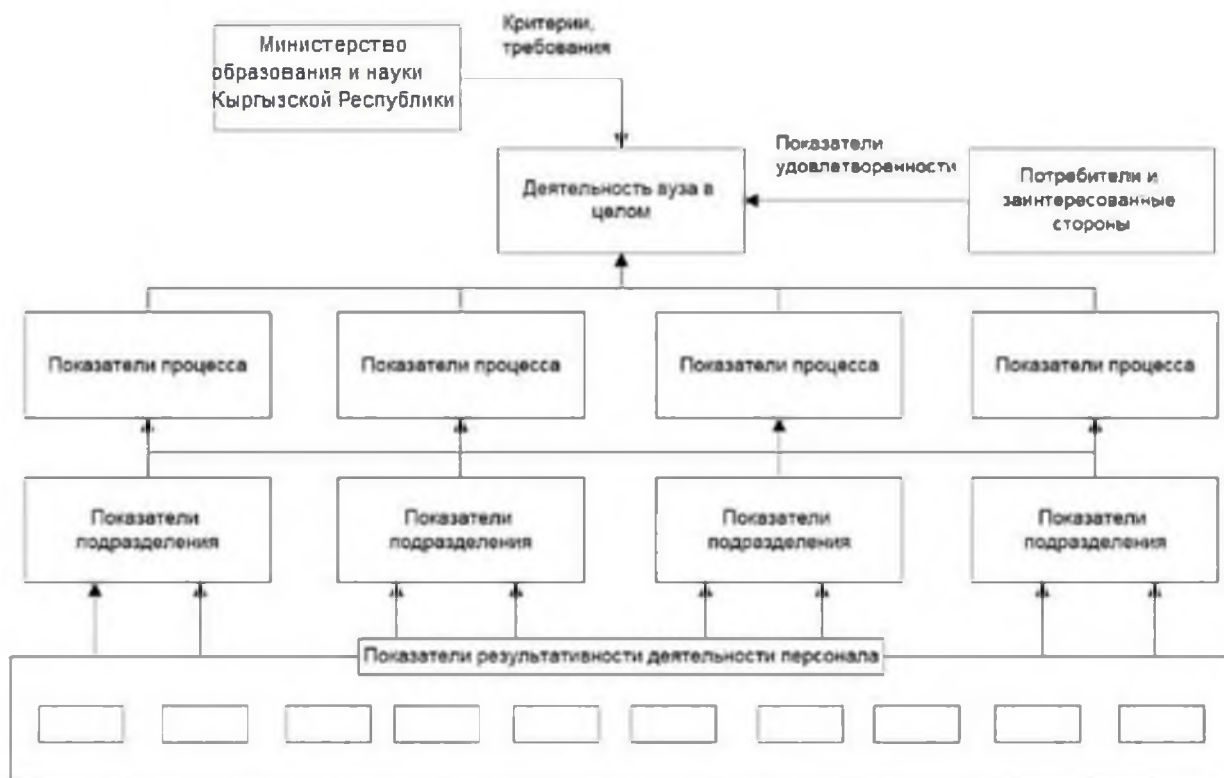 Критерии,
требования
Министерство
образования и науки
Кыргызской Республики
Показатели
удовлетворенности
Деятельность вуза в
целом
Потребители и
заинтересованные
стороны
Показатели процесса
Показатели процесса
Показатели процесса
Показатели процесса
Показатели
подразделения
Показатели
подразделения
Показатели
подразделения
Показатели
подразделения
Показатели результативности деятельности персонала